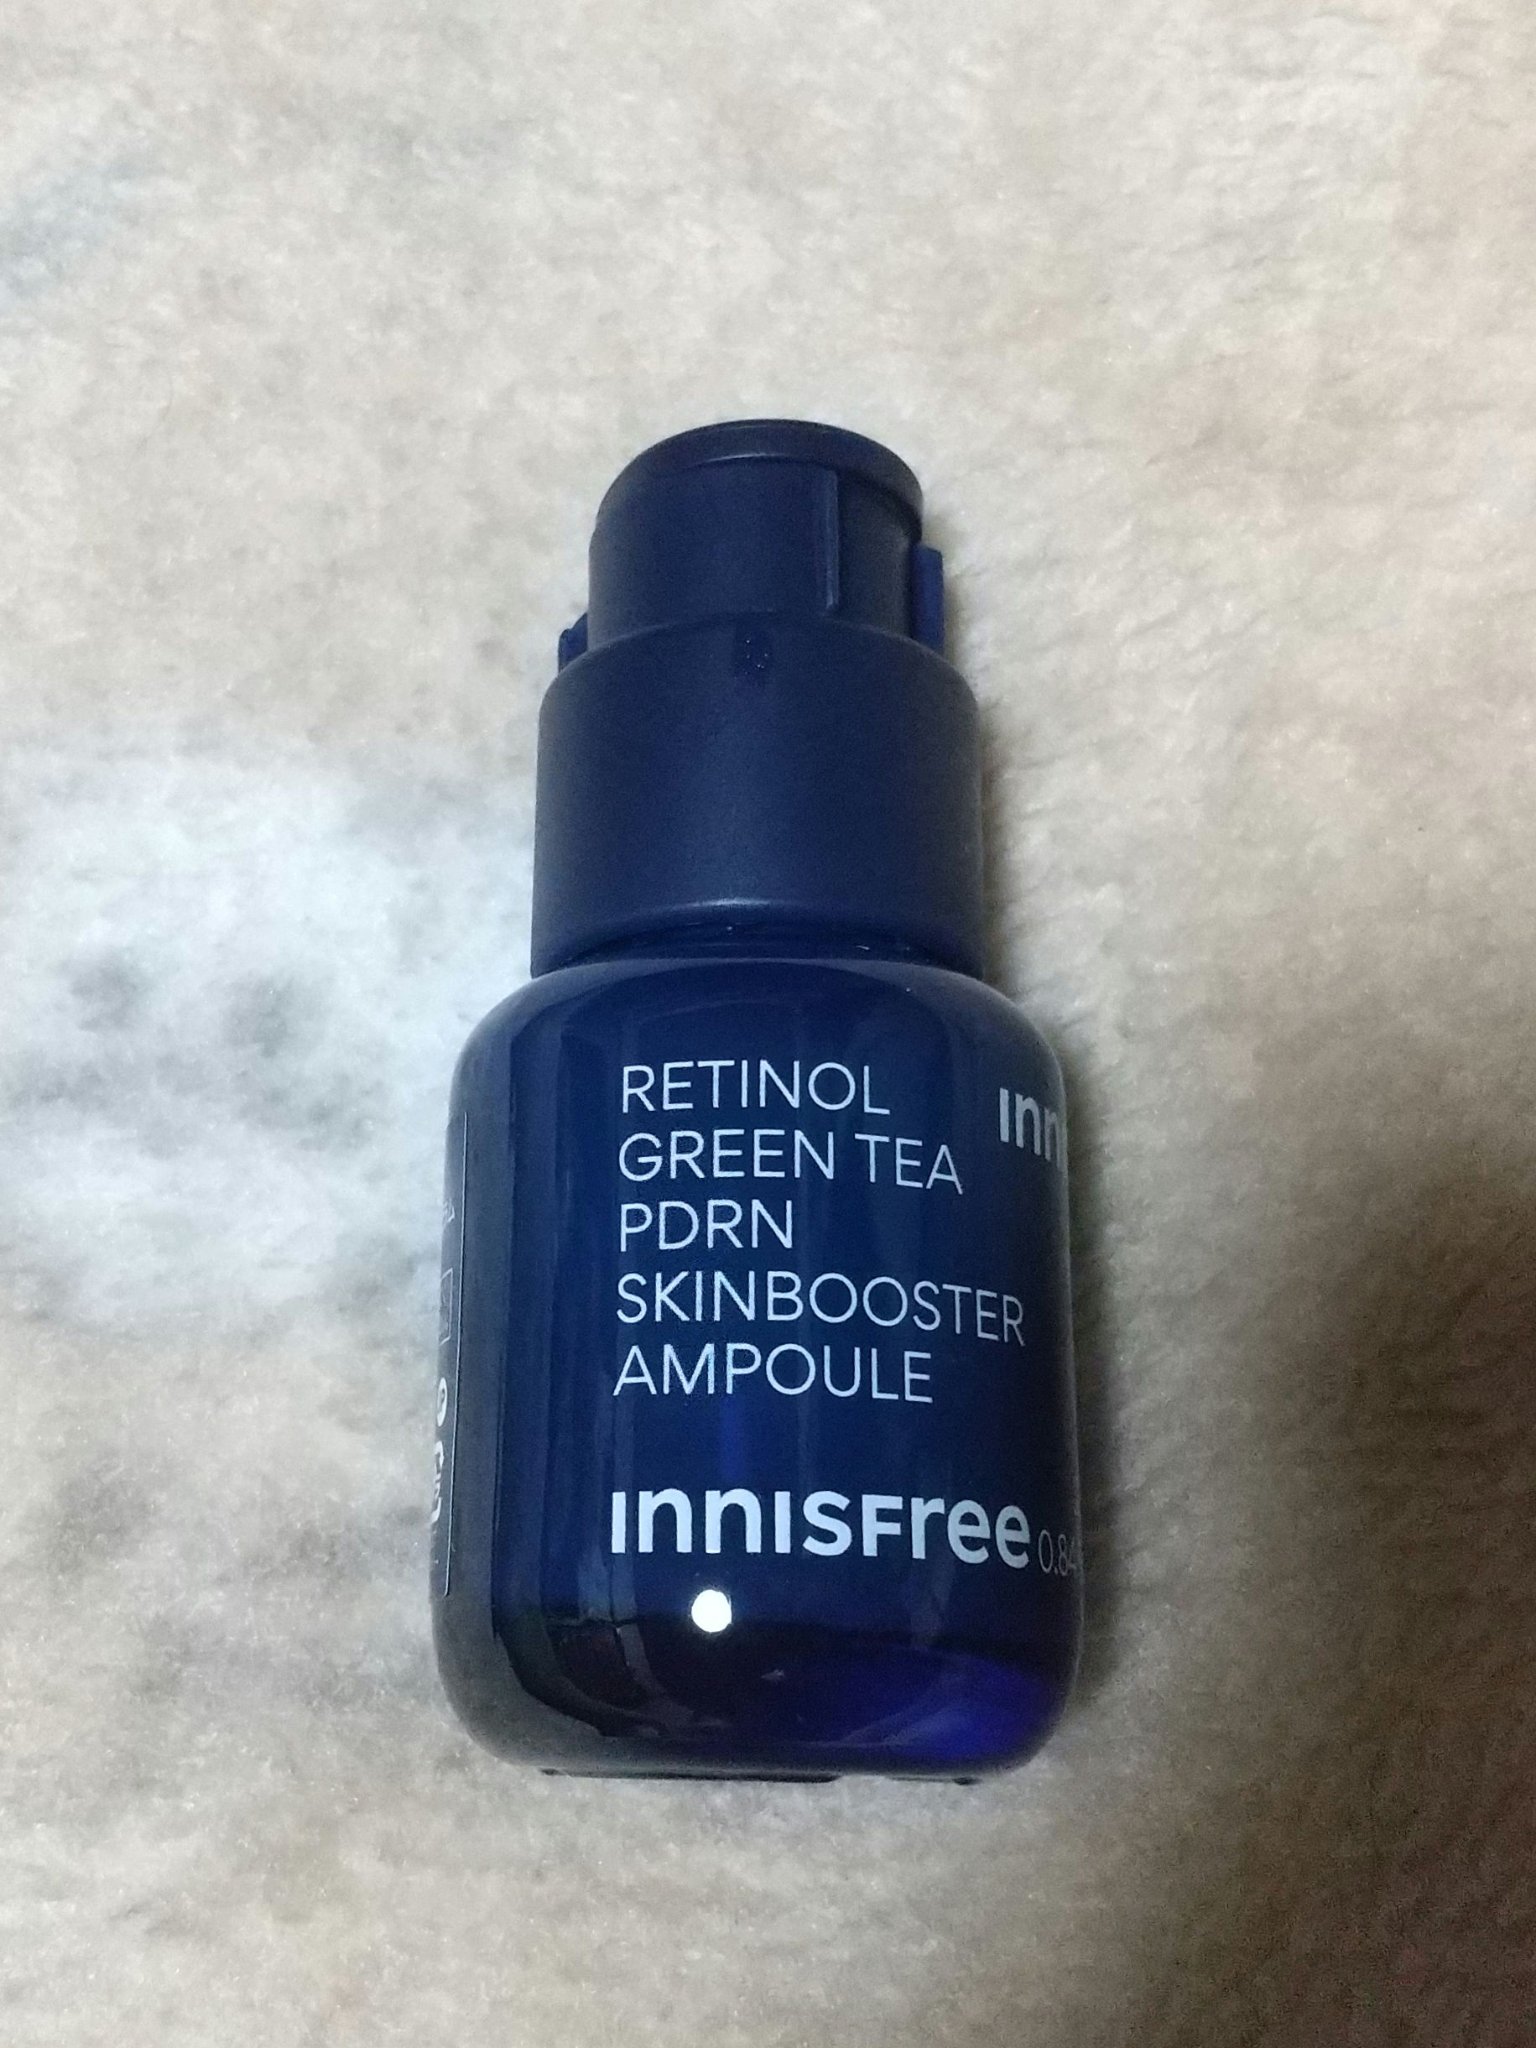 RETINOL
GREEN TEA
PDRN
SKINBOOSTER
AMPOULE
INNISFREE